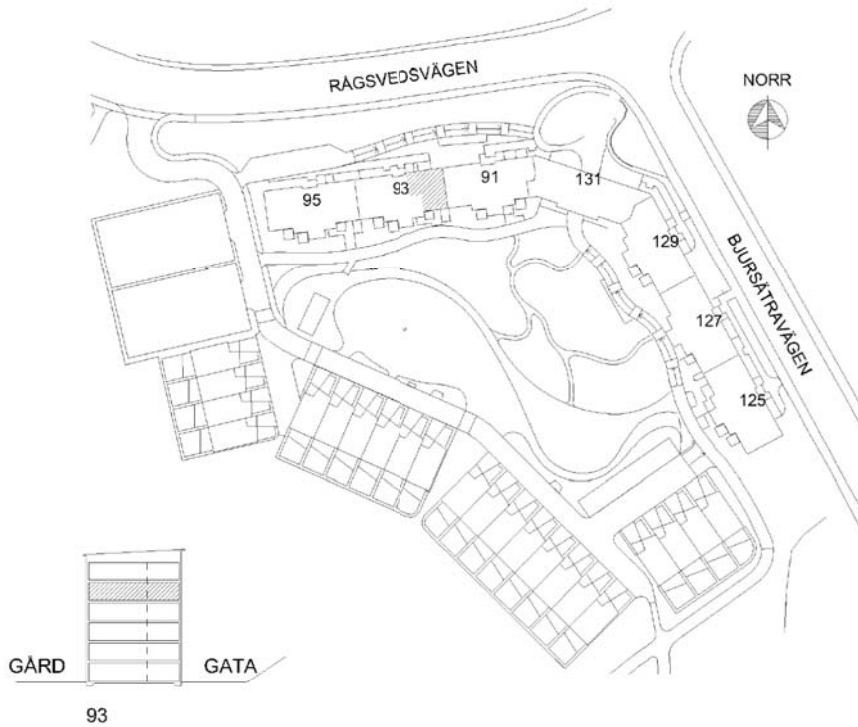 RÅGSVEDSVÄGEN
NORR
95
93
91
131
129
BJURSÄTRAVÄGEN
127
125
GÅRD
GATA
93